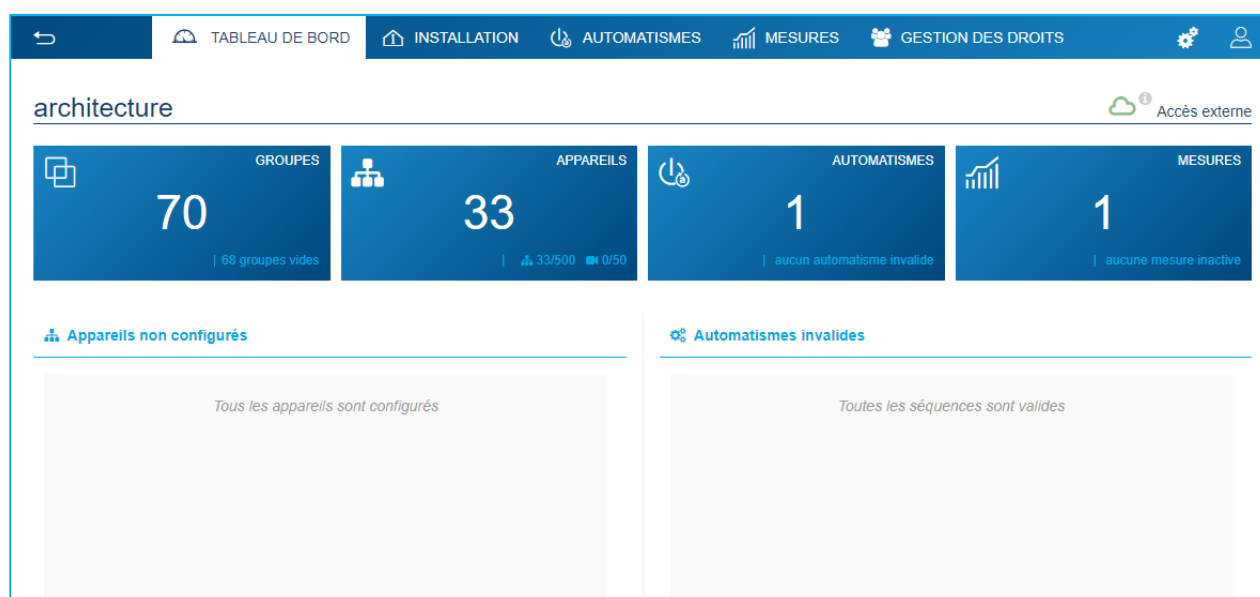 TABLEAU DE BORD INSTALLATION AUTOMATISMES MESURES GESTION DES DROITS
architecture
Accès externe
GROUPES
70
68 groupes vides
APPAREILS
33
33/500 0/50
AUTOMATISMES
1
aucun automatisme invalide
MESURES
1
aucune mesure inactive
Appareils non configurés
Tous les appareils sont configurés
Automatismes invalides
Toutes les séquences sont valides